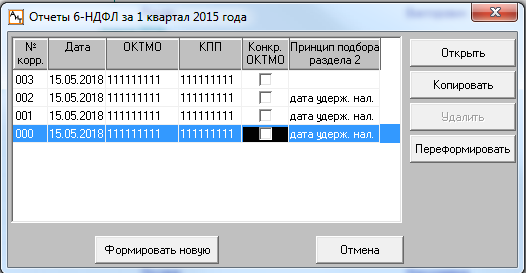 Отчеты 6-НДФЛ за 1 квартал 2015 года
№ корр. Дата ОКТМО КПП Конкр. ОКТМО Принцип подбора раздела 2
003 15.05.2018 111111111 111111111
002 15.05.2018 111111111 111111111 дата удерж. нал.
001 15.05.2018 111111111 111111111 дата удерж. нал.
000 15.05.2018 111111111 111111111 дата удерж. нал.
Открыть
Копировать
Удалить
Переформировать
Формировать новую
Отмена